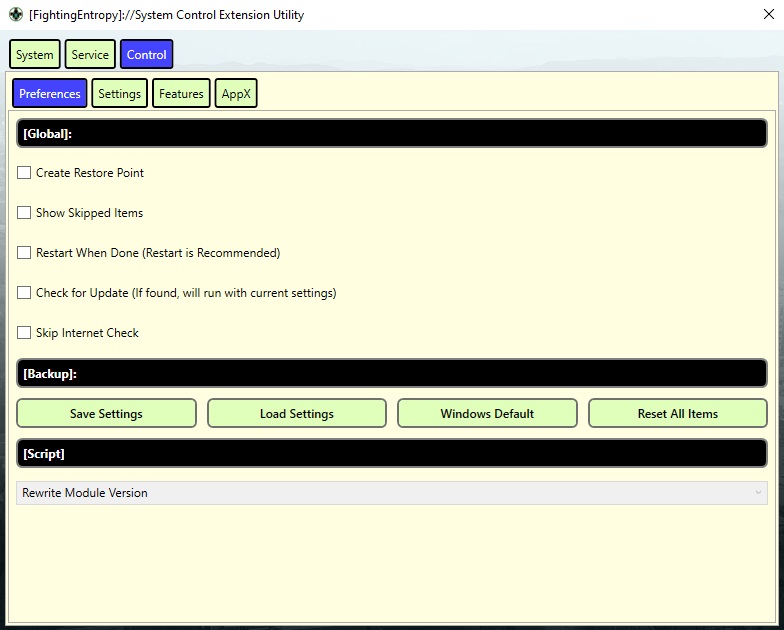 [FightingEntropy]://System Control Extension Utility
System Service Control
Preferences Settings Features AppX
[Global]:
Create Restore Point
Show Skipped Items
Restart When Done (Restart is Recommended)
Check for Update (If found, will run with current settings)
Skip Internet Check
[Backup]:
Save Settings Load Settings Windows Default Reset All Items
[Script]
Rewrite Module Version